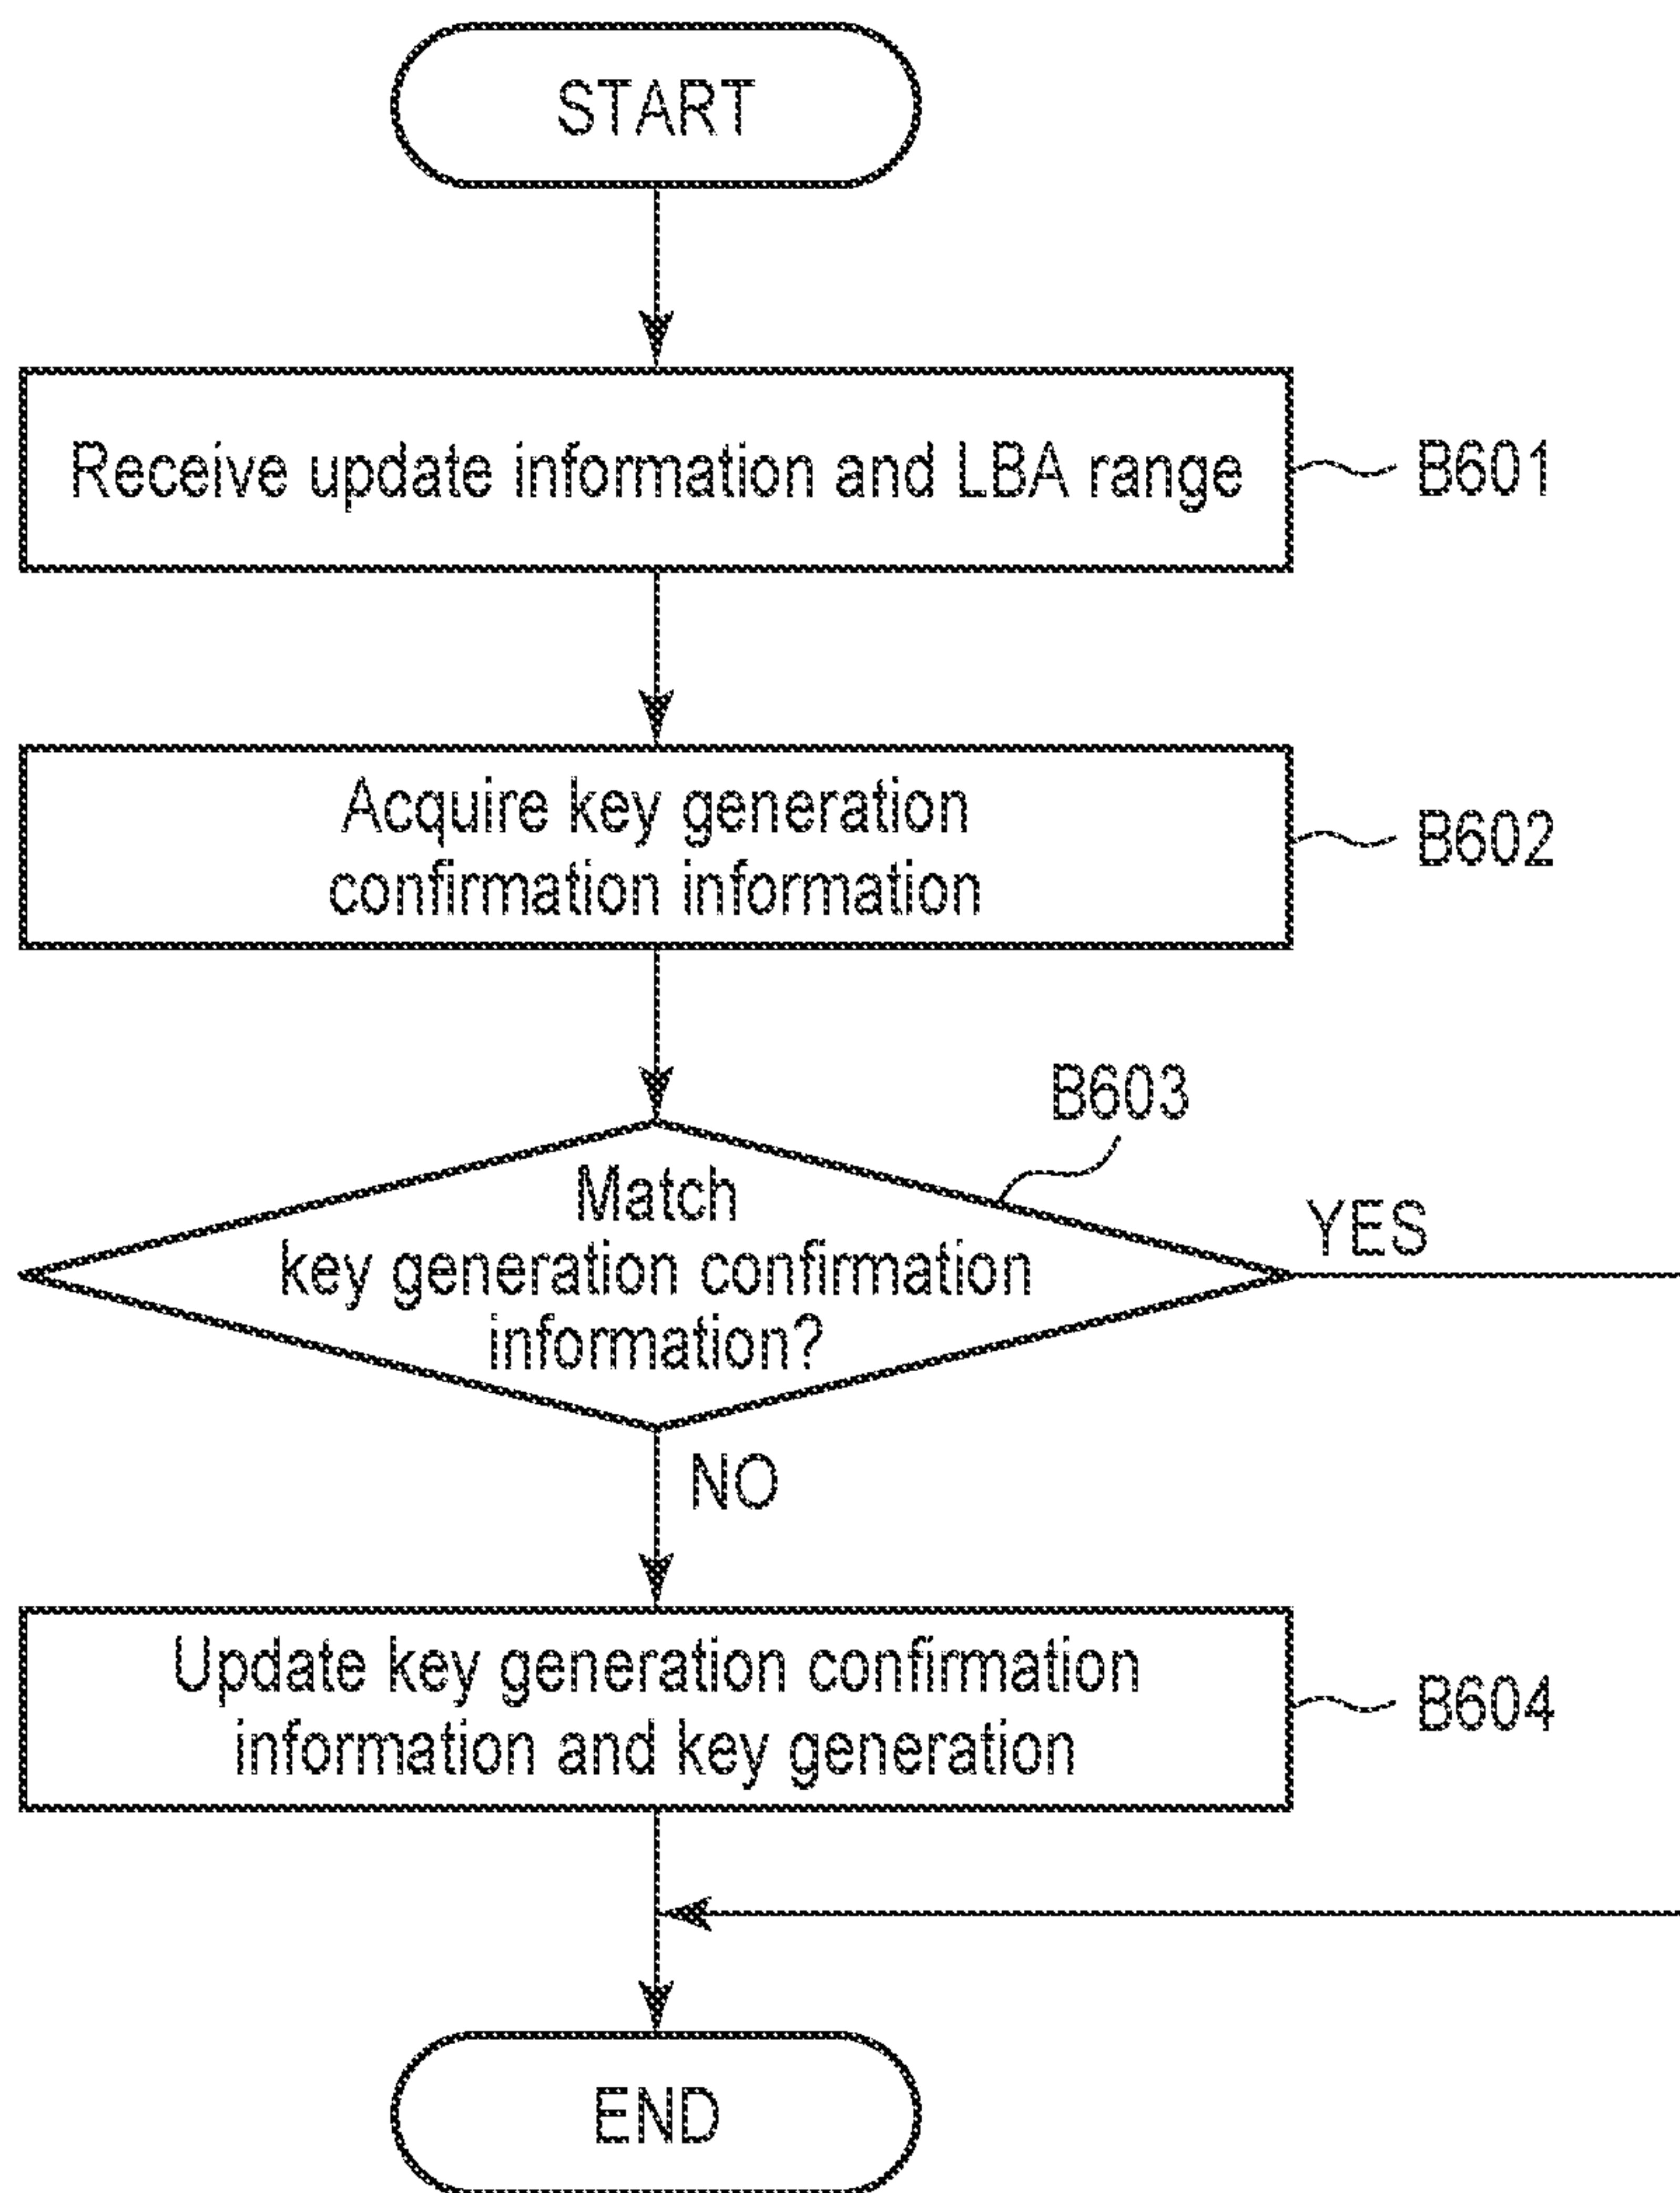 START
Receive update information and LBA range
B601
Acquire key generation
confirmation information
B602
B603
Match
key generation confirmation
information?
YES
NO
Update key generation confirmation
information and key generation
B604
END